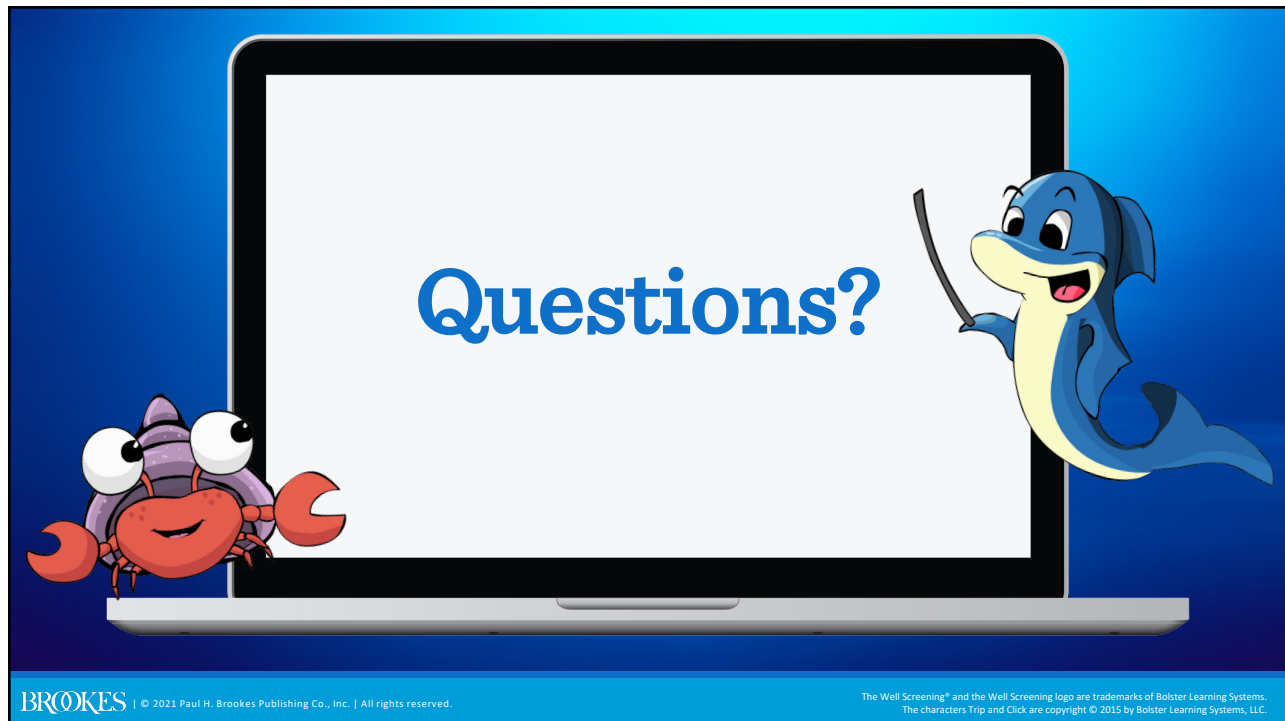 Questions?
BROOKES | © 2021 Paul H. Brookes Publishing Co., Inc. | All rights reserved.
The Well Screening® and the Well Screening logo are trademarks of Bolster Learning Systems.
The characters Trip and Click are copyright © 2015 by Bolster Learning Systems, LLC.